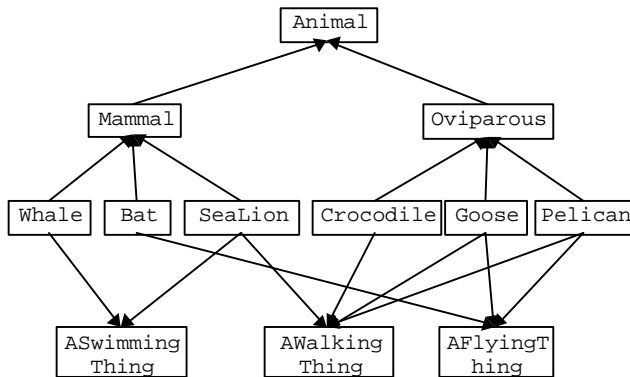 Animal
Mammal
Oviparous
Whale
Bat
SeaLion
Crocodile
Goose
Pelican
ASwimming
Thing
AWalking
Thing
AFlyingT
hing